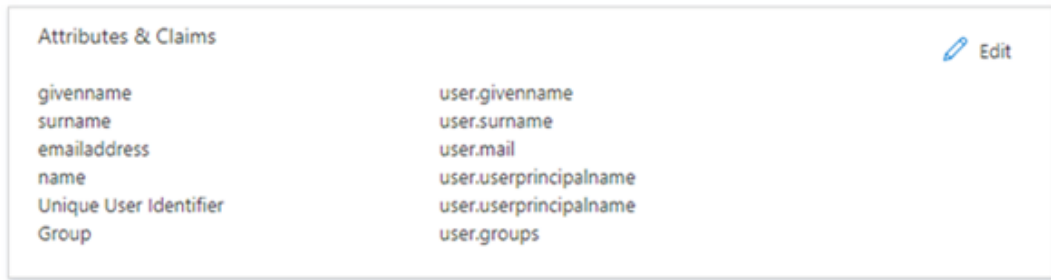 Attributes & Claims
Edit
givenname user.givenname
surname user.surname
emailaddress user.mail
name user.userprincipalname
Unique User Identifier user.userprincipalname
Group user.groups